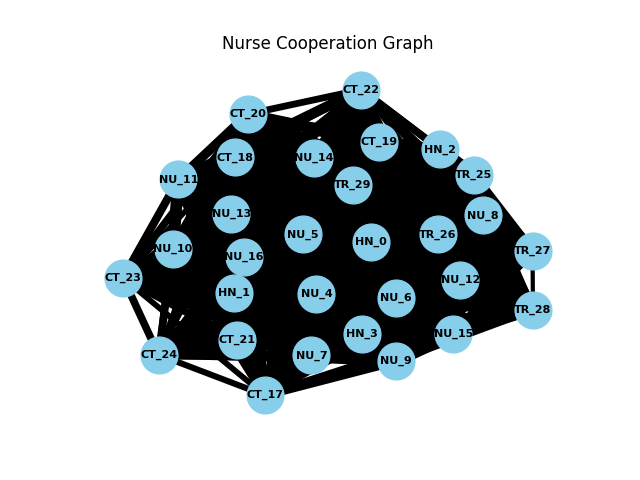 Nurse Cooperation Graph
CT_22
CT_20
CT_19
HN_2
CT_18
NU_14
TR_25
NU_11
TR_29
NU_13
NU_8
NU_5
TR_26
HN_0
NU_10
TR_27
NU_16
CT_23
NU_12
HN_1
NU_4
NU_6
TR_28
HN_3
NU_15
CT_21
CT_24
NU_7
NU_9
CT_17